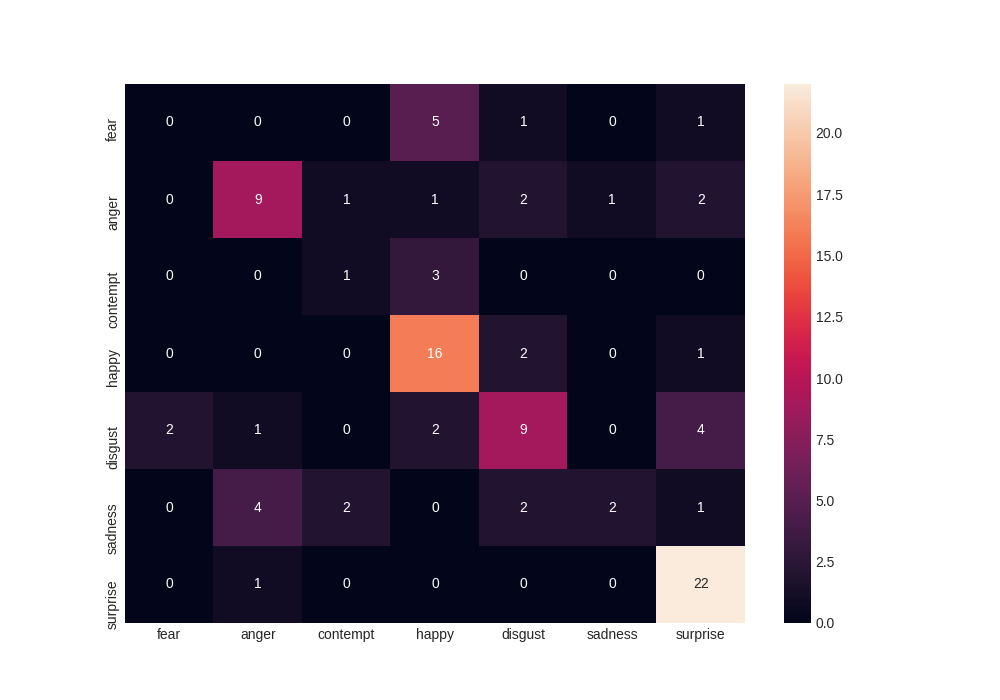 fear 0 0 0 5 1 0 1
anger 0 9 1 1 2 1 2
contempt 0 0 1 3 0 0 0
happy 0 0 0 16 2 0 1
disgust 2 1 0 2 9 0 4
sadness 0 4 2 0 2 2 1
surprise 0 1 0 0 0 0 22
fear anger contempt happy disgust sadness surprise
20.0
17.5
15.0
12.5
10.0
7.5
5.0
2.5
0.0